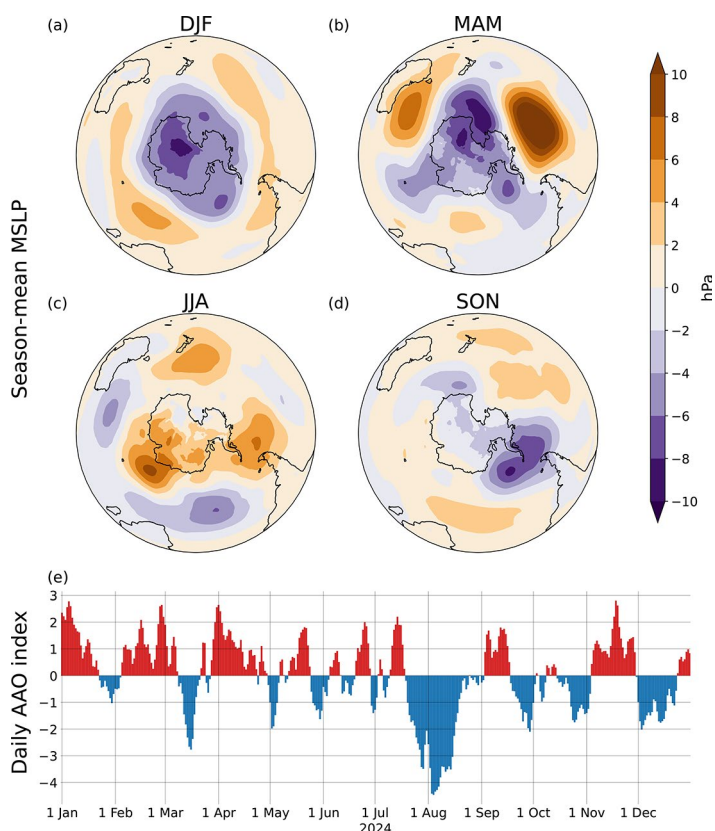 (a) DJF
(b) MAM
Season-mean MSLP
10
8
6
4
2
0
−2
−4
−6
−8
−10
hPa
(c) JJA
(d) SON
(e)
Daily AAO index
3
2
1
0
−1
−2
−3
−4
1 Jan 1 Feb 1 Mar 1 Apr 1 May 1 Jun 1 Jul 1 Aug 1 Sep 1 Oct 1 Nov 1 Dec
2024